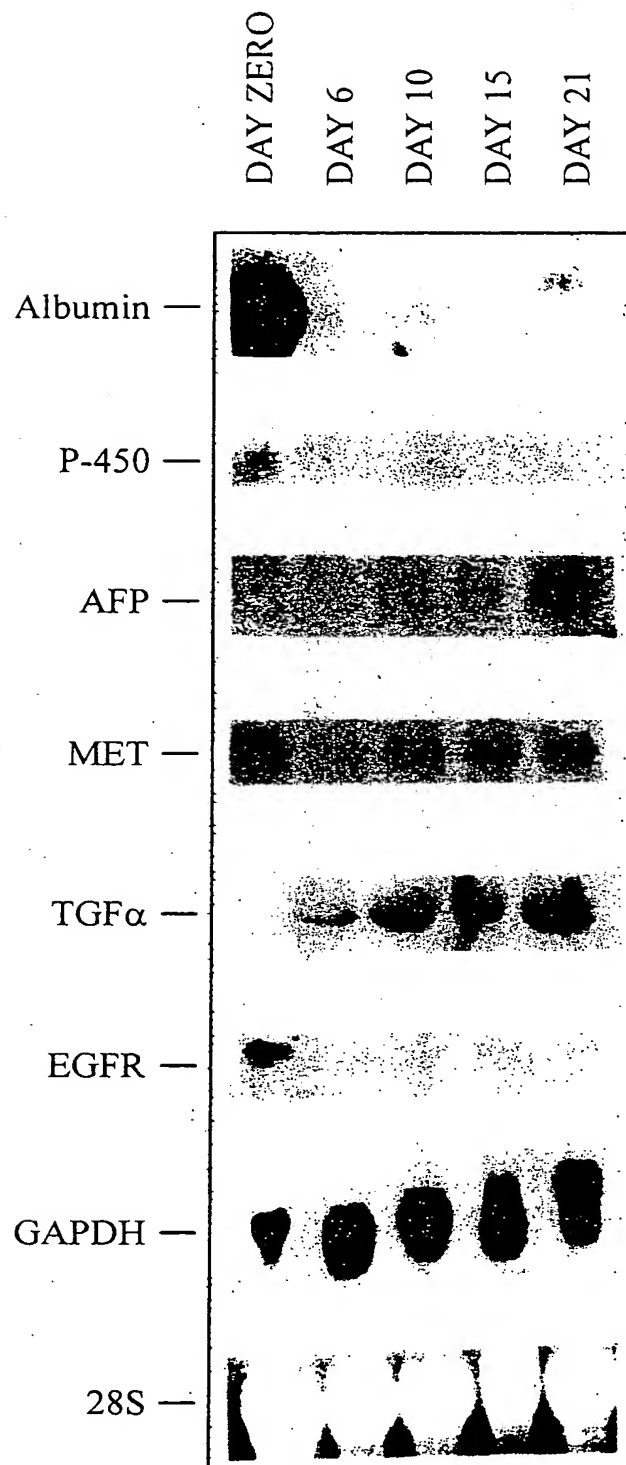 DAY ZERO
DAY 6
DAY 10
DAY 15
DAY 21
Albumin
P-450
AFP
MET
TGFα
EGFR
GAPDH
28S